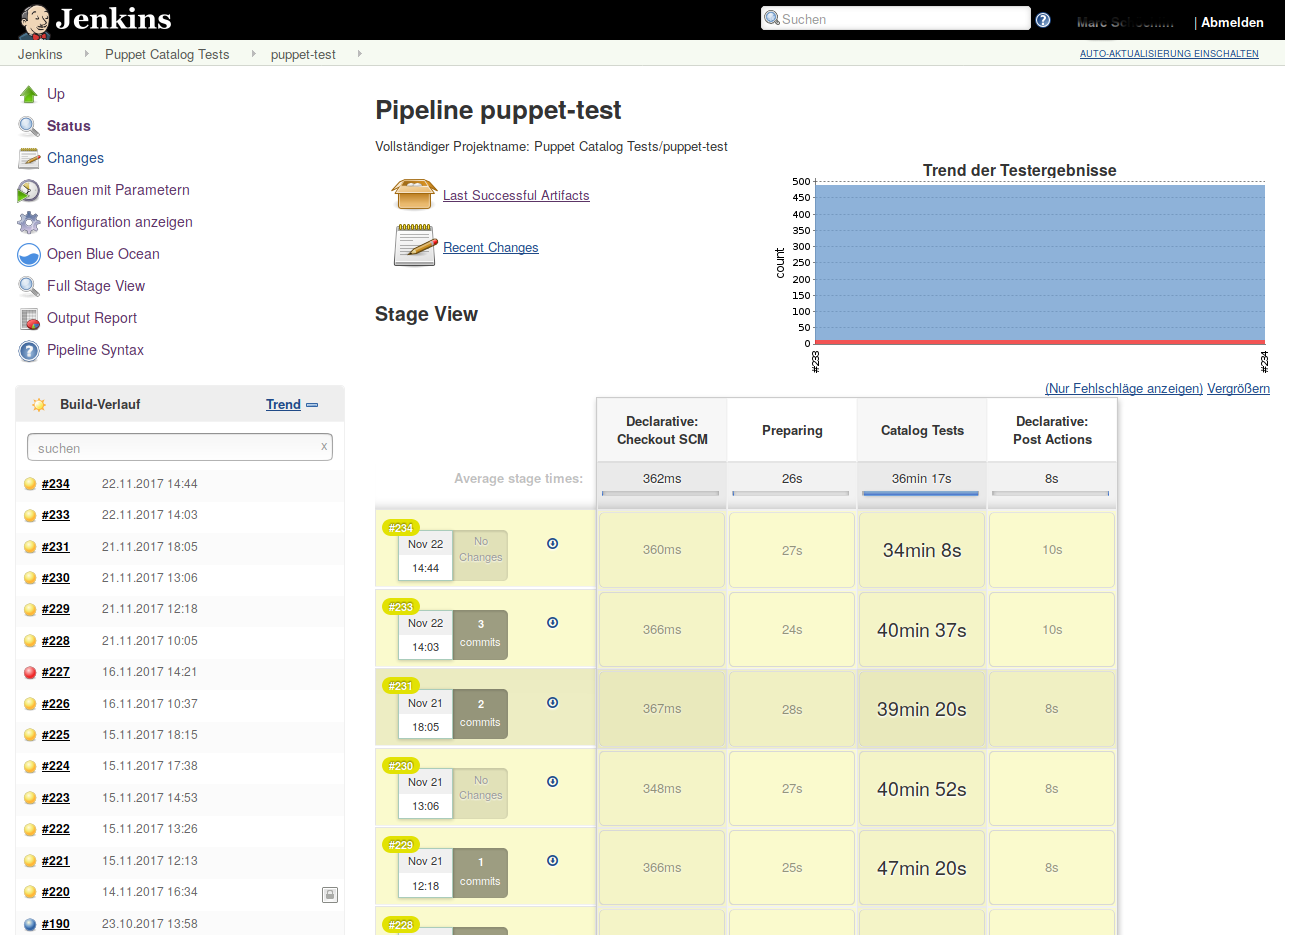 Jenkins
Suchen
Marc
| Abmelden
Jenkins Puppet Catalog Tests puppet-test
AUTO-AKTUALISIERUNG EINSCHALTEN
Up
Status
Changes
Bauen mit Parametern
Konfiguration anzeigen
Open Blue Ocean
Full Stage View
Output Report
Pipeline Syntax
Build-Verlauf Trend
suchen x
#234 22.11.2017 14:44
#233 22.11.2017 14:03
#231 21.11.2017 18:05
#230 21.11.2017 13:06
#229 21.11.2017 12:18
#228 21.11.2017 10:05
#227 16.11.2017 14:21
#226 16.11.2017 10:37
#225 15.11.2017 18:15
#224 15.11.2017 17:38
#223 15.11.2017 14:53
#222 15.11.2017 13:26
#221 15.11.2017 12:13
#220 14.11.2017 16:34
#190 23.10.2017 13:58
Pipeline puppet-test
Vollständiger Projektname: Puppet Catalog Tests/puppet-test
Last Successful Artifacts
Recent Changes
Trend der Testergebnisse
500
450
400
350
300
250
200
150
100
50
0
count
#233
#234
(Nur Fehlschläge anzeigen) Vergrößern
Stage View
Declarative:
Checkout SCM
Preparing
Catalog Tests
Declarative:
Post Actions
Average stage times: 362ms 26s 36min 17s 8s
#234
Nov 22
14:44
No
Changes
360ms 27s 34min 8s 10s
#233
Nov 22
14:03
3
commits
366ms 24s 40min 37s 10s
#231
Nov 21
18:05
2
commits
367ms 28s 39min 20s 8s
#230
Nov 21
13:06
No
Changes
348ms 27s 40min 52s 8s
#229
Nov 21
12:18
1
commits
366ms 25s 47min 20s 8s
#228